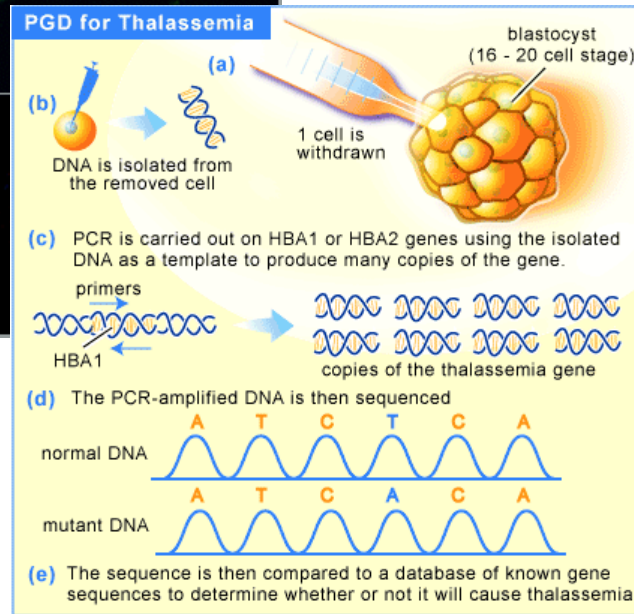 PGD for Thalassemia
(a)
blastocyst
(16 - 20 cell stage)
1 cell is
withdrawn
(b)
DNA is isolated from
the removed cell
(c) PCR is carried out on HBA1 or HBA2 genes using the isolated
DNA as a template to produce many copies of the gene.
primers
HBA1
copies of the thalassemia gene
(d) The PCR-amplified DNA is then sequenced
A T C T C A
normal DNA
A T C A C A
mutant DNA
(e) The sequence is then compared to a database of known gene
sequences to determine whether or not it will cause thalassemia